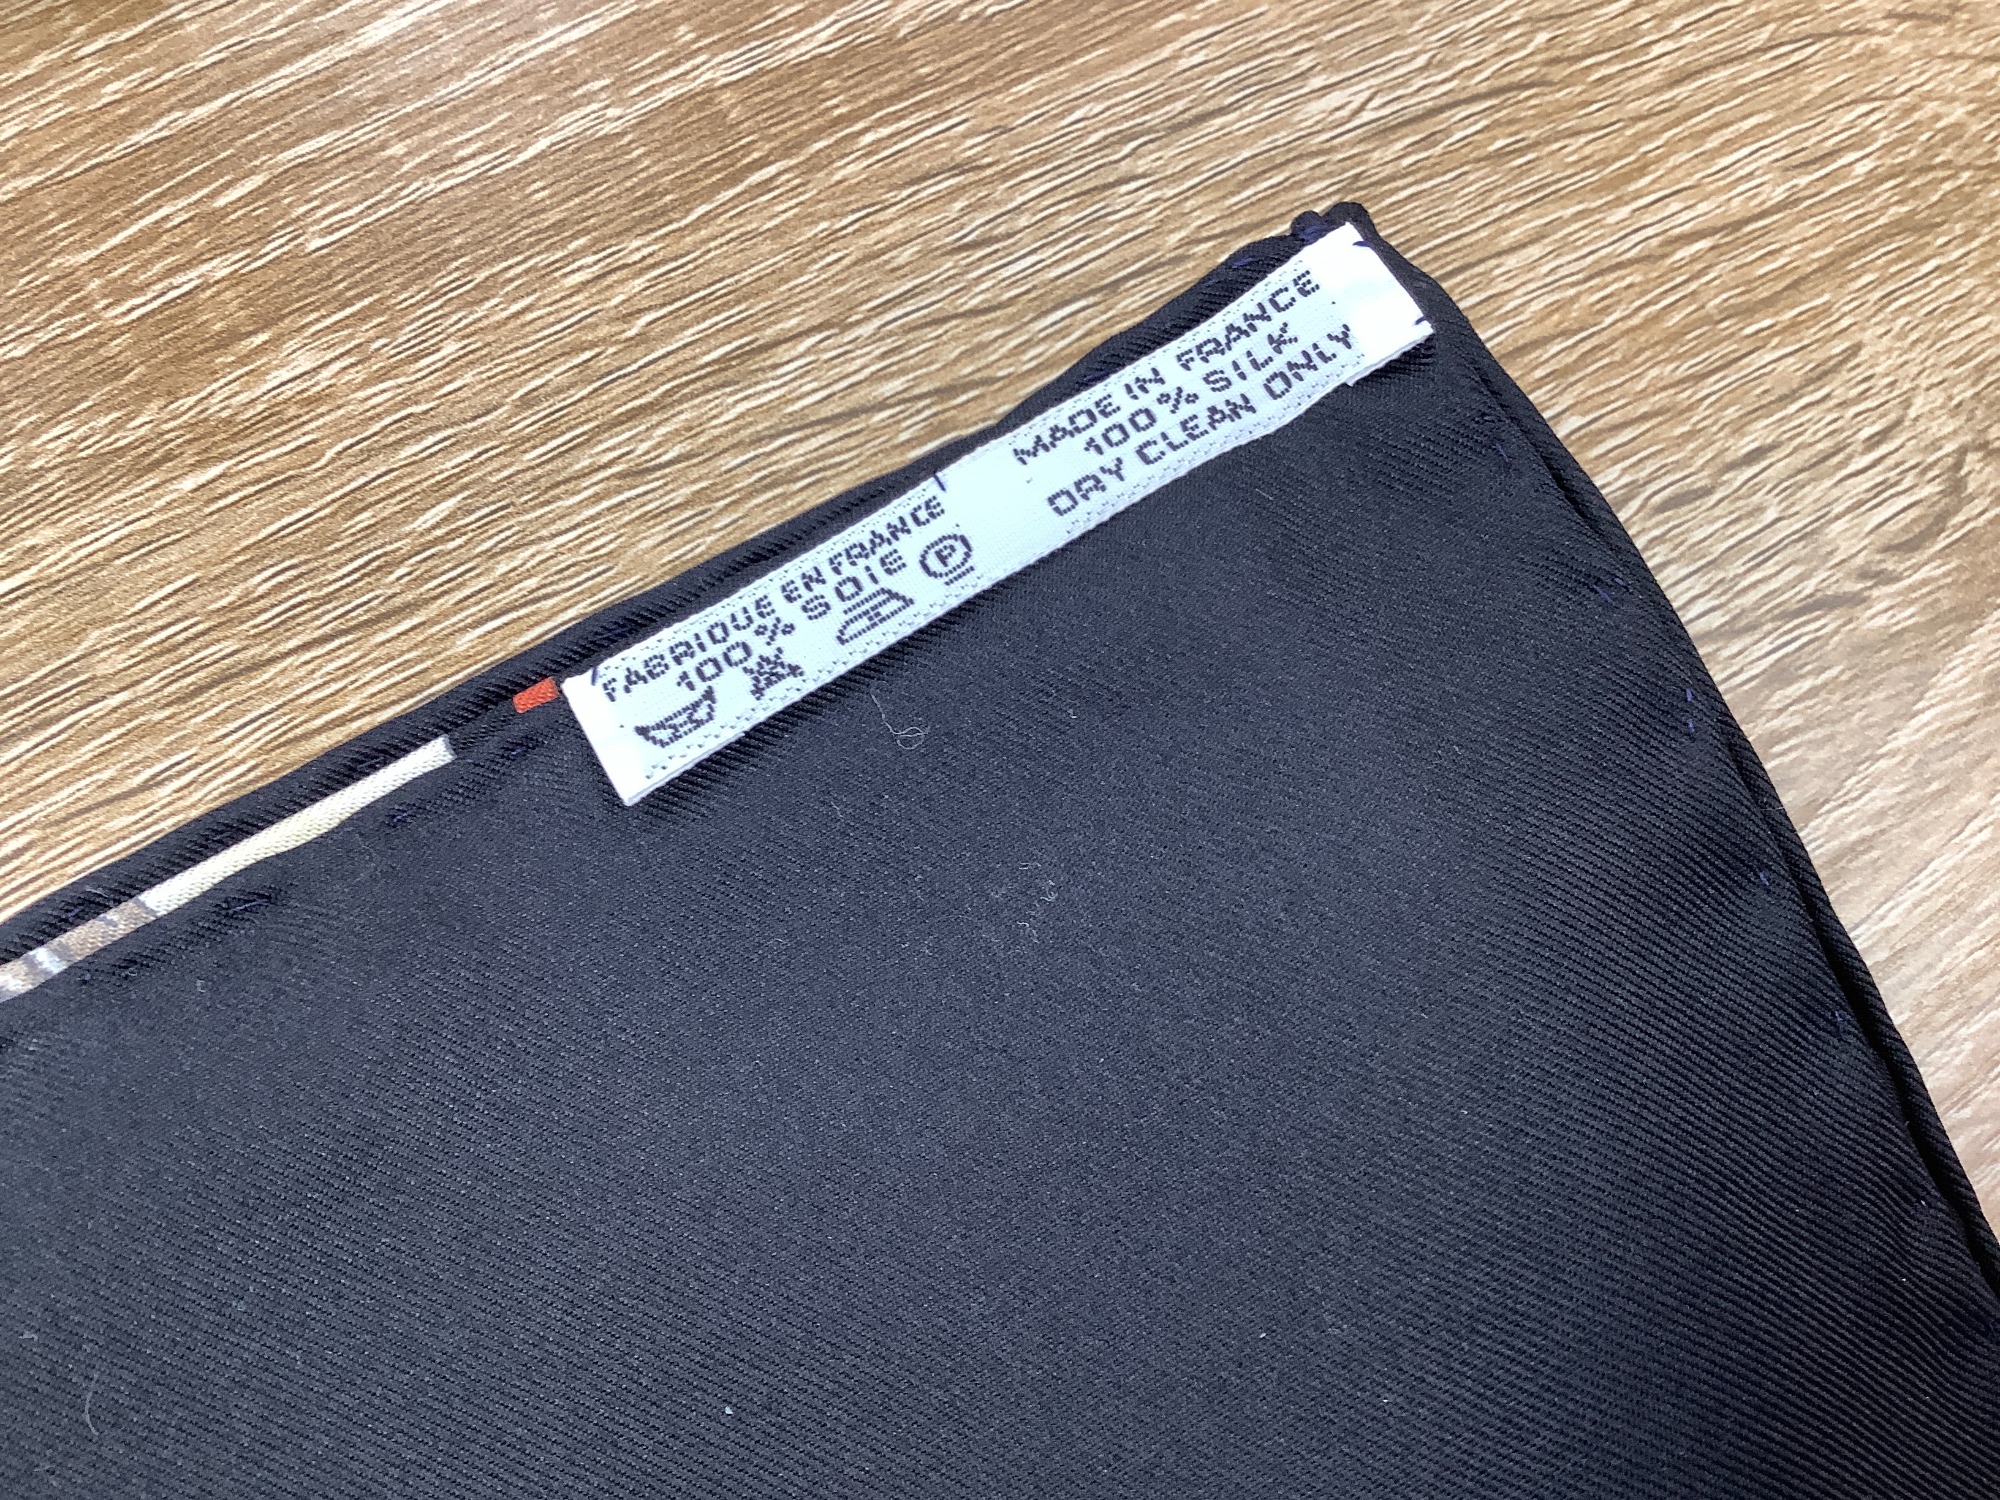 FABRIQUE EN FRANCE
100% SOIE
P
MADE IN FRANCE
100% SILK
DRY CLEAN ONLY